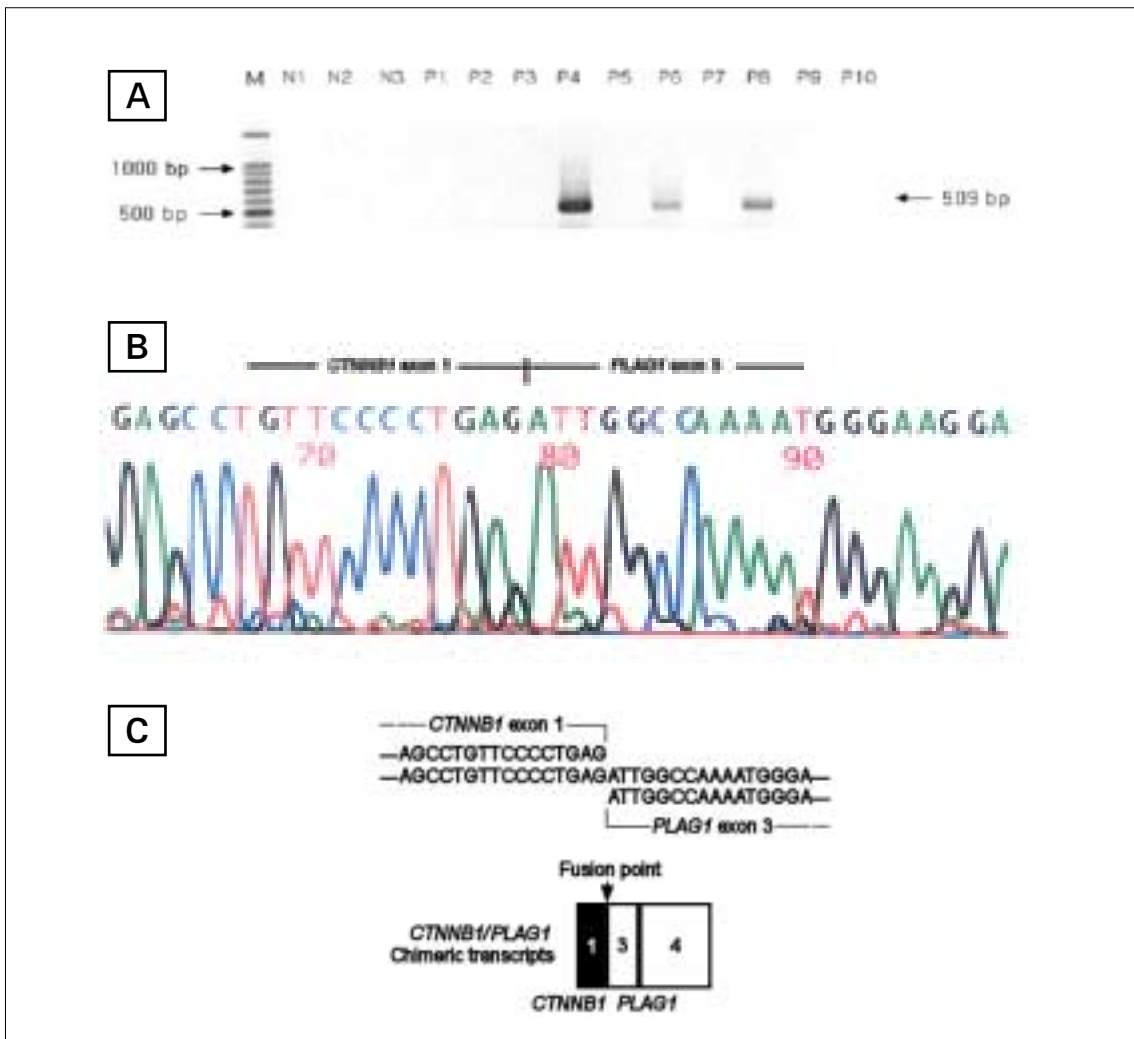 A
M N1 N2 N3 P1 P2 P3 P4 P5 P6 P7 P8 P9 P10
1000 bp
500 bp
509 bp
B
CTNNB1 exon 1 PLAG1 exon 3
GAGCCTGTTCCCCTGAGATTGGCCAAAATGGGAAGGA
70 80 90
C
CTNNB1 exon 1
AGCCTGTTCCCCTGAG
AGCCTGTTCCCCTGAGATTGGCCAAAATGGGA
ATTGGCCAAAATGGGA
PLAG1 exon 3
Fusion point
CTNNB1/PLAG1
Chimeric transcripts
1 3 4
CTNNB1 PLAG1